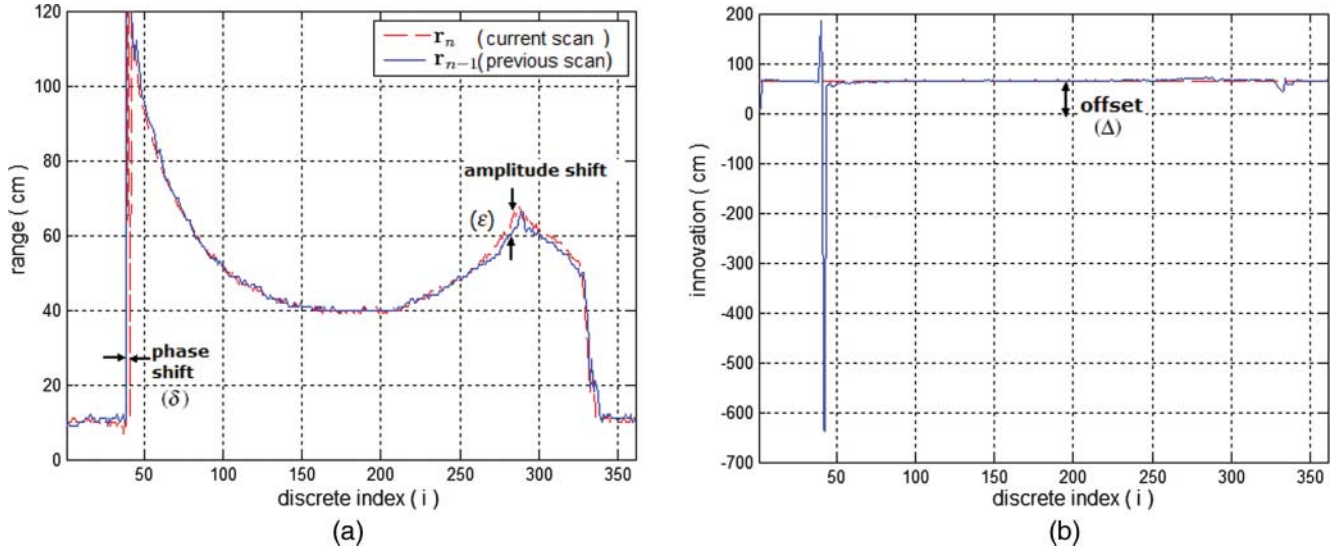 r_n (current scan)
r_{n-1}(previous scan)
120
100
80
60
40
20
0
range ( cm )
amplitude shift
(ε)
phase
shift
(δ)
50 100 150 200 250 300 350
discrete index ( i )
(a)
200
100
0
-100
-200
-300
-400
-500
-600
-700
innovation ( cm )
offset
(Δ)
50 100 150 200 250 300 350
discrete index ( i )
(b)